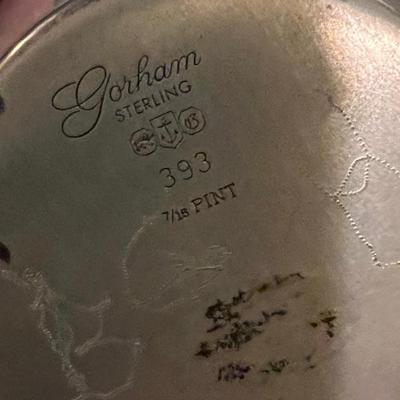 Gorham
STERLING
G
393
7/16 PINT